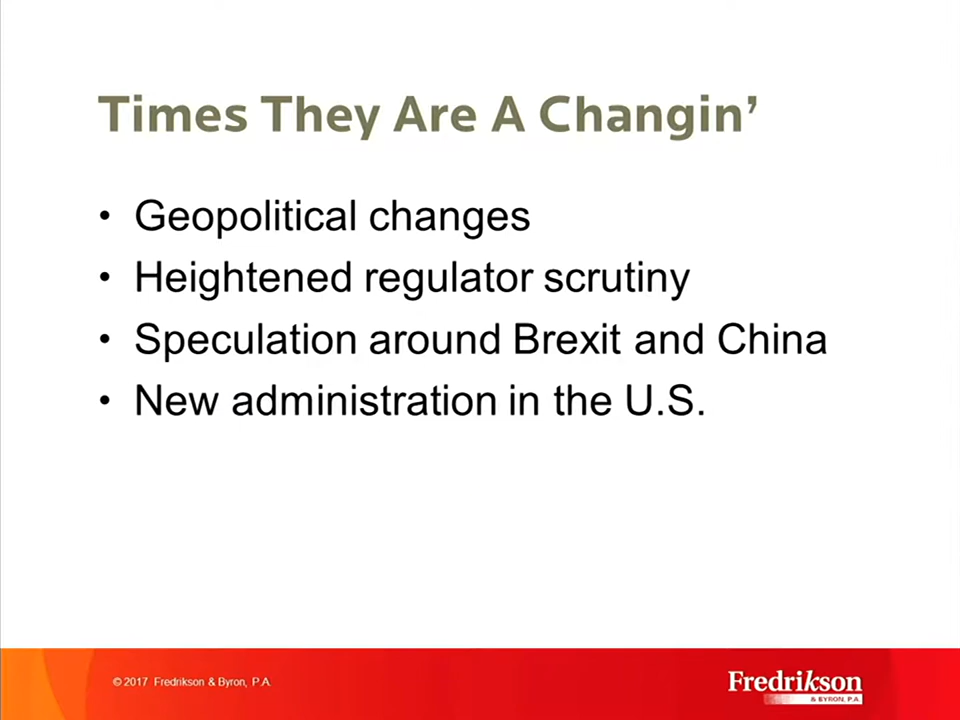 Times They Are A Changin’
• Geopolitical changes
• Heightened regulator scrutiny
• Speculation around Brexit and China
• New administration in the U.S.
© 2017 Fredrikson & Byron, P.A.
Fredrikson
& BYRON, P.A.